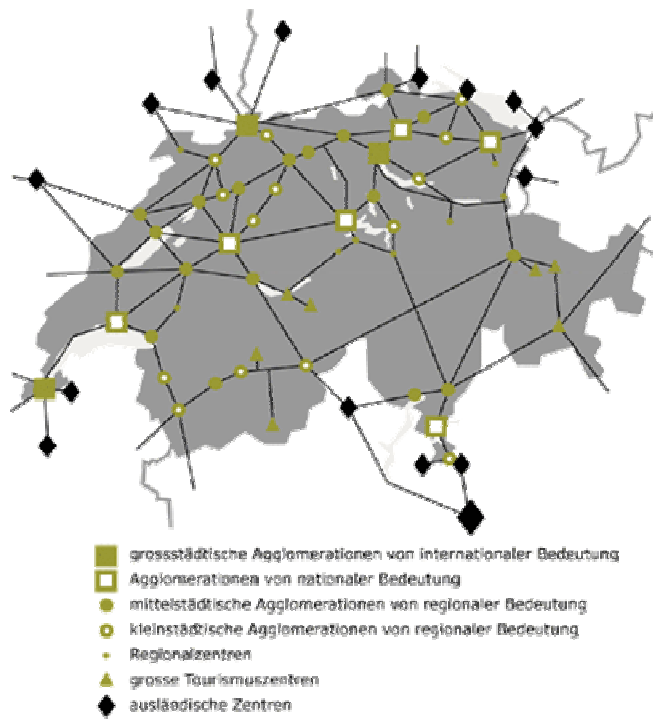 grossstädtische Agglomerationen von internationaler Bedeutung
Agglomerationen von nationaler Bedeutung
mittelstädtische Agglomerationen von regionaler Bedeutung
kleinstädtische Agglomerationen von regionaler Bedeutung
Regionalzentren
grosse Tourismuszentren
ausländische Zentren